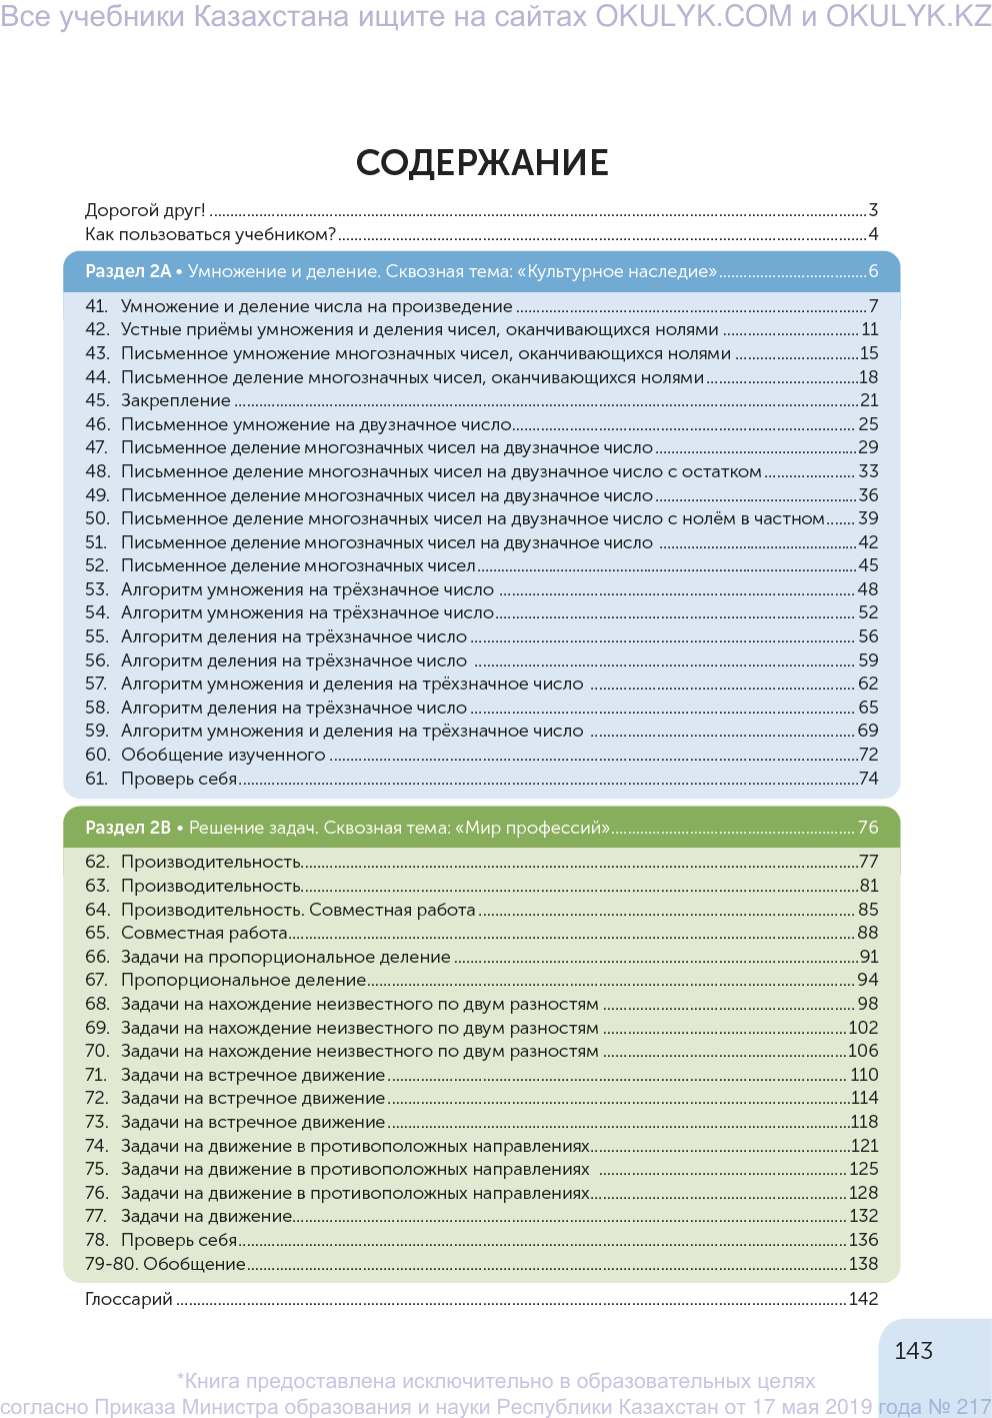 Все учебники Казахстана ищите на сайтах OKULYK.COM и OKULYK.KZ
СОДЕРЖАНИЕ
Дорогой друг! 3
Как пользоваться учебником? 4
Раздел 2А • Умножение и деление. Сквозная тема: «Культурное наследие» 6
41. Умножение и деление числа на произведение 7
42. Устные приёмы умножения и деления чисел, оканчивающихся нолями 11
43. Письменное умножение многозначных чисел, оканчивающихся нолями 15
44. Письменное деление многозначных чисел, оканчивающихся нолями 18
45. Закрепление 21
46. Письменное умножение на двузначное число 25
47. Письменное деление многозначных чисел на двузначное число 29
48. Письменное деление многозначных чисел на двузначное число с остатком 33
49. Письменное деление многозначных чисел на двузначное число 36
50. Письменное деление многозначных чисел на двузначное число с нолём в частном 39
51. Письменное деление многозначных чисел на двузначное число 42
52. Письменное деление многозначных чисел 45
53. Алгоритм умножения на трёхзначное число 48
54. Алгоритм умножения на трёхзначное число 52
55. Алгоритм деления на трёхзначное число 56
56. Алгоритм деления на трёхзначное число 59
57. Алгоритм умножения и деления на трёхзначное число 62
58. Алгоритм деления на трёхзначное число 65
59. Алгоритм умножения и деления на трёхзначное число 69
60. Обобщение изученного 72
61. Проверь себя 74
Раздел 2В • Решение задач. Сквозная тема: «Мир профессий» 76
62. Производительность 77
63. Производительность 81
64. Производительность. Совместная работа 85
65. Совместная работа 88
66. Задачи на пропорциональное деление 91
67. Пропорциональное деление 94
68. Задачи на нахождение неизвестного по двум разностям 98
69. Задачи на нахождение неизвестного по двум разностям 102
70. Задачи на нахождение неизвестного по двум разностям 106
71. Задачи на встречное движение 110
72. Задачи на встречное движение 114
73. Задачи на встречное движение 118
74. Задачи на движение в противоположных направлениях 121
75. Задачи на движение в противоположных направлениях 125
76. Задачи на движение в противоположных направлениях 128
77. Задачи на движение 132
78. Проверь себя 136
79-80. Обобщение 138
Глоссарий 142
143
*Книга предоставлена исключительно в образовательных целях
согласно Приказа Министра образования и науки Республики Казахстан от 17 мая 2019 года № 217